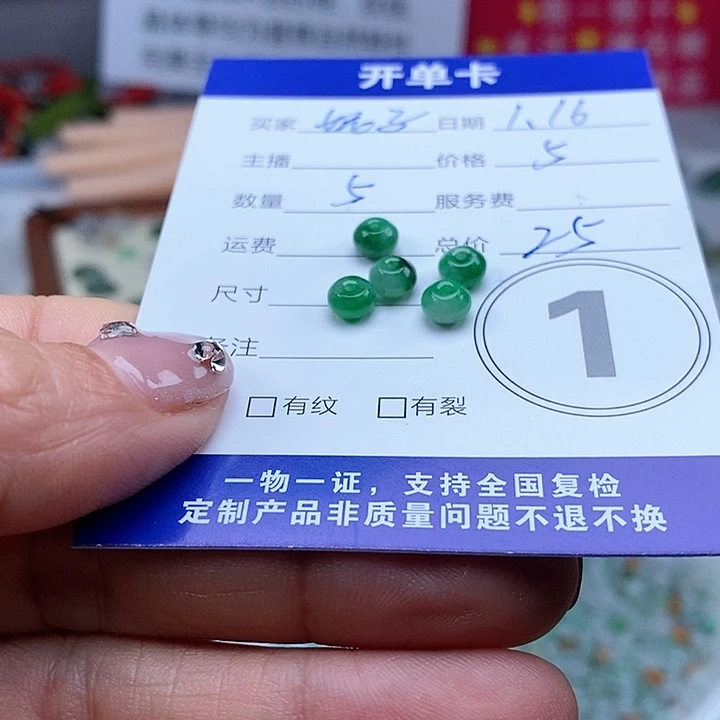 开单卡
买家 日期 1.16
主播 价格 5
数量 5 服务费
运费 总价 25
尺寸
备注
1
□有纹 □有裂
一物一证，支持全国复检
定制产品非质量问题不退不换